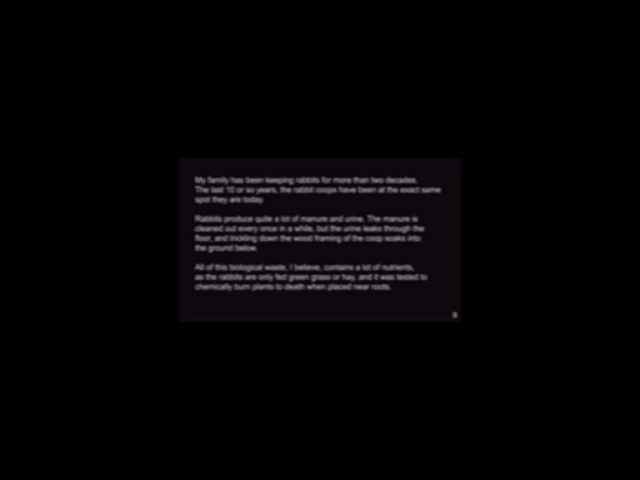 My family has been keeping rabbits for more than two decades.
The last 10 or so years, the rabbit coops have been at the exact same
spot they are today.
Rabbits produce quite a lot of manure and urine. The manure is
cleaned out every once in a while, but the urine leaks through the
floor, and trickling down the wood framing of the coop soaks into
the ground below.
All of this biological waste, I believe, contains a lot of nutrients,
as the rabbits are only fed green grass or hay, and it was tested to
chemically burn plants to death when placed near roots.